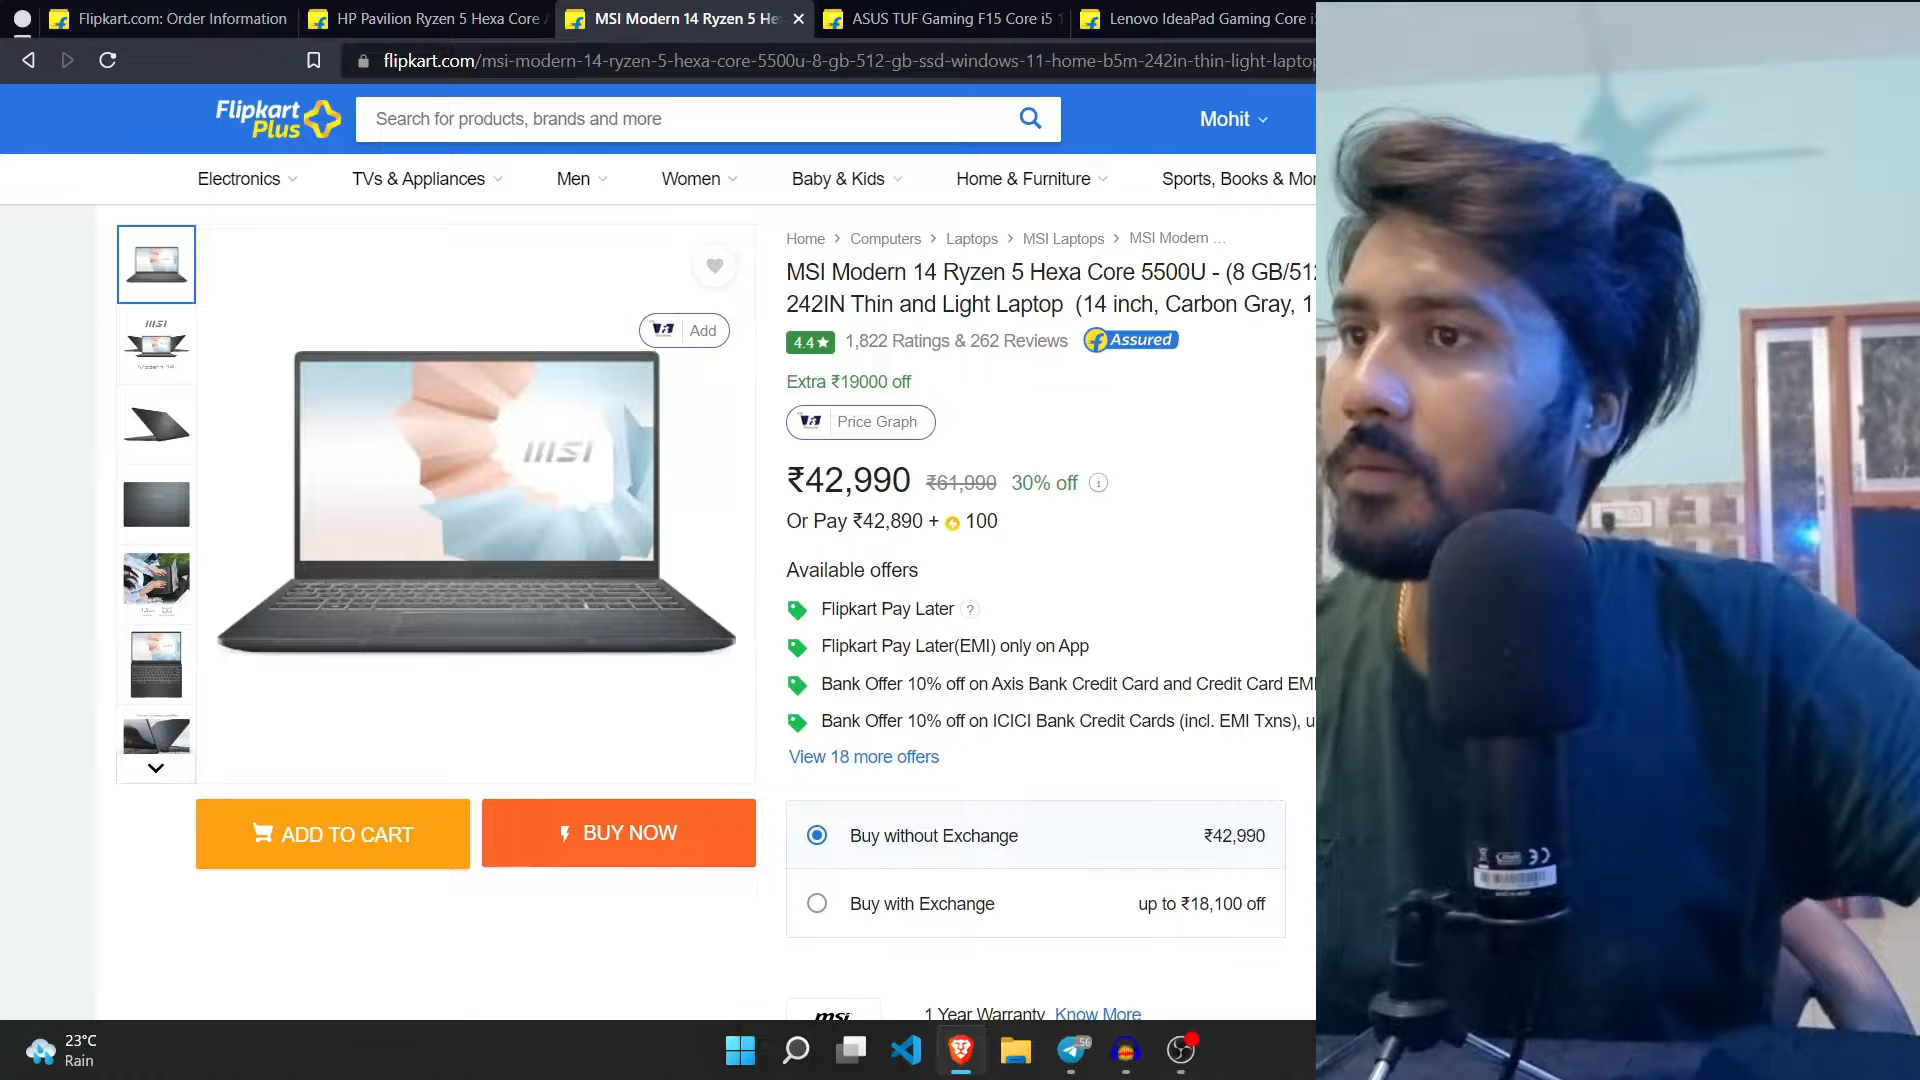 Flipkart.com: Order Information
HP Pavilion Ryzen 5 Hexa Core
MSI Modern 14 Ryzen 5 He
ASUS TUF Gaming F15 Core i5
Lenovo IdeaPad Gaming Core i
flipkart.com/msi-modern-14-ryzen-5-hexa-core-5500u-8-gb-512-gb-ssd-windows-11-home-b5m-242in-thin-light-laptop
Flipkart
Plus
Search for products, brands and more
Mohit
Electronics
TVs & Appliances
Men
Women
Baby & Kids
Home & Furniture
Sports, Books & Mor
Home > Computers > Laptops > MSI Laptops > MSI Modern ...
MSI Modern 14 Ryzen 5 Hexa Core 5500U - (8 GB/512
242IN Thin and Light Laptop (14 inch, Carbon Gray, 1
4.4★ 1,822 Ratings & 262 Reviews
Assured
Extra ₹19000 off
Price Graph
Add
msi
Modern 14
msi
₹42,990 ₹61,990 30% off
Or Pay ₹42,890 + 100
Available offers
Flipkart Pay Later ?
Flipkart Pay Later(EMI) only on App
Bank Offer 10% off on Axis Bank Credit Card and Credit Card EMI
Bank Offer 10% off on ICICI Bank Credit Cards (incl. EMI Txns), u
View 18 more offers
ADD TO CART
BUY NOW
Buy without Exchange ₹42,990
Buy with Exchange up to ₹18,100 off
msi
1 Year Warranty Know More
23°C
Rain
.56